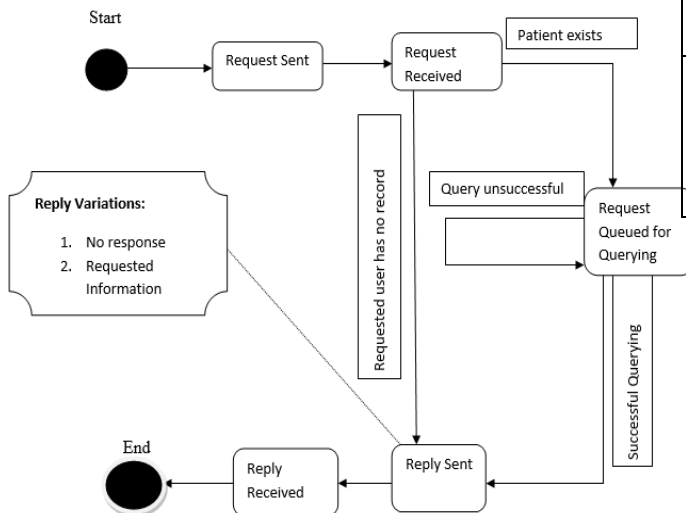 Start
Request Sent
Request
Received
Patient exists
Requested user has no record
Query unsuccessful
Request
Queued for
Querying
Reply Variations:
1. No response
2. Requested
Information
Successful Querying
End
Reply
Received
Reply Sent